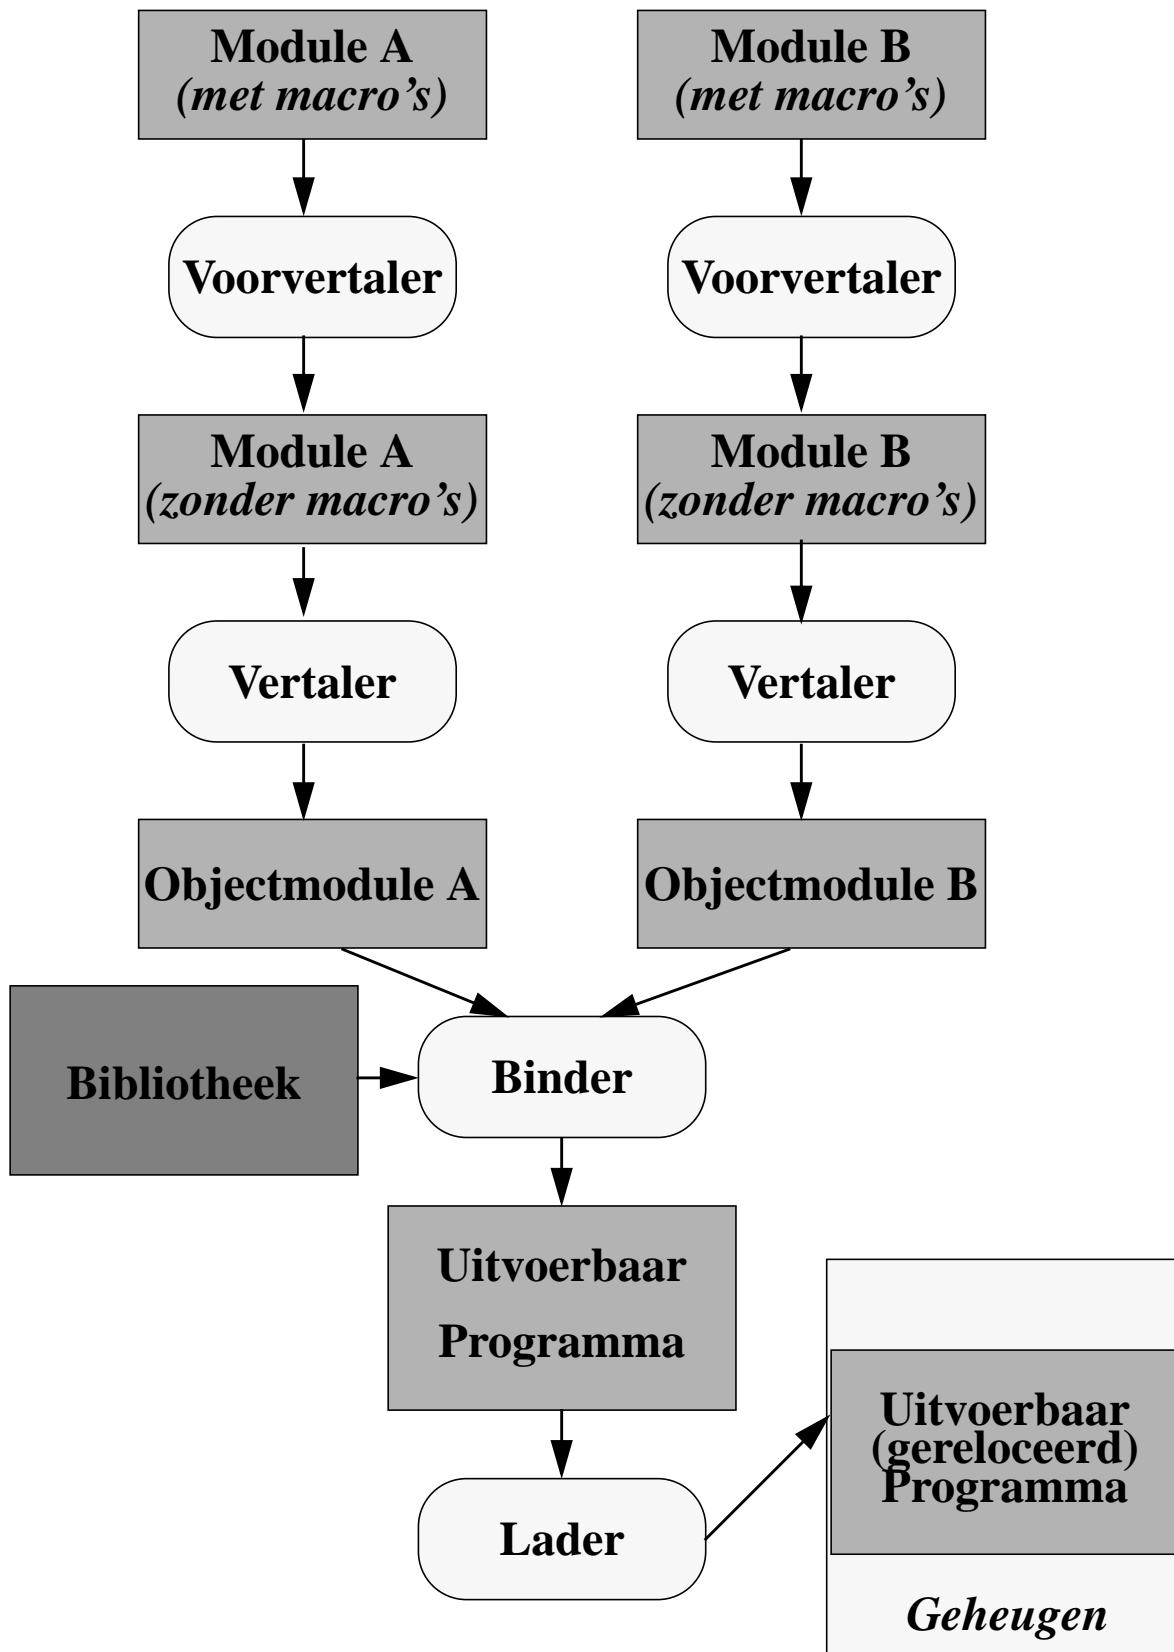 Module A
(met macro’s)
Module B
(met macro’s)
Voorvertaler
Voorvertaler
Module A
(zonder macro’s)
Module B
(zonder macro’s)
Vertaler
Vertaler
Objectmodule A
Objectmodule B
Bibliotheek
Binder
Uitvoerbaar
Programma
Uitvoerbaar
(gereloceerd)
Programma
Lader
Geheugen